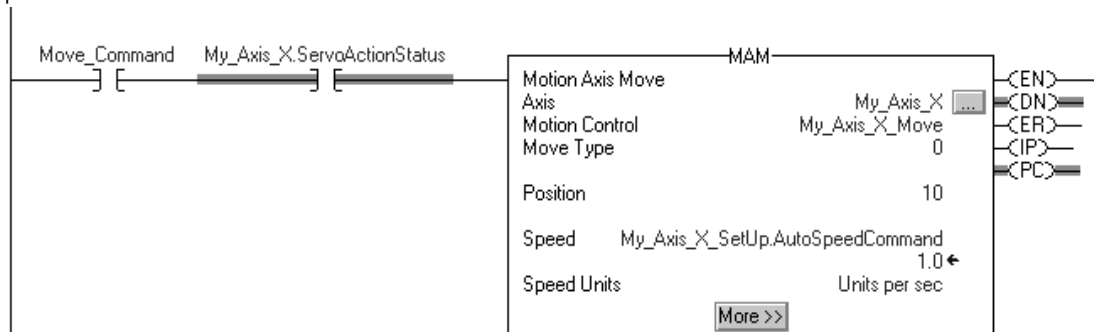 Move_Command My_Axis_X.ServoActionStatus
MAM
Motion Axis Move
Axis My_Axis_X ...
Motion Control My_Axis_X_Move
Move Type 0
Position 10
Speed My_Axis_X_SetUp.AutoSpeedCommand
1.0
Speed Units Units per sec
More >>
EN
DN
ER
IP
PC